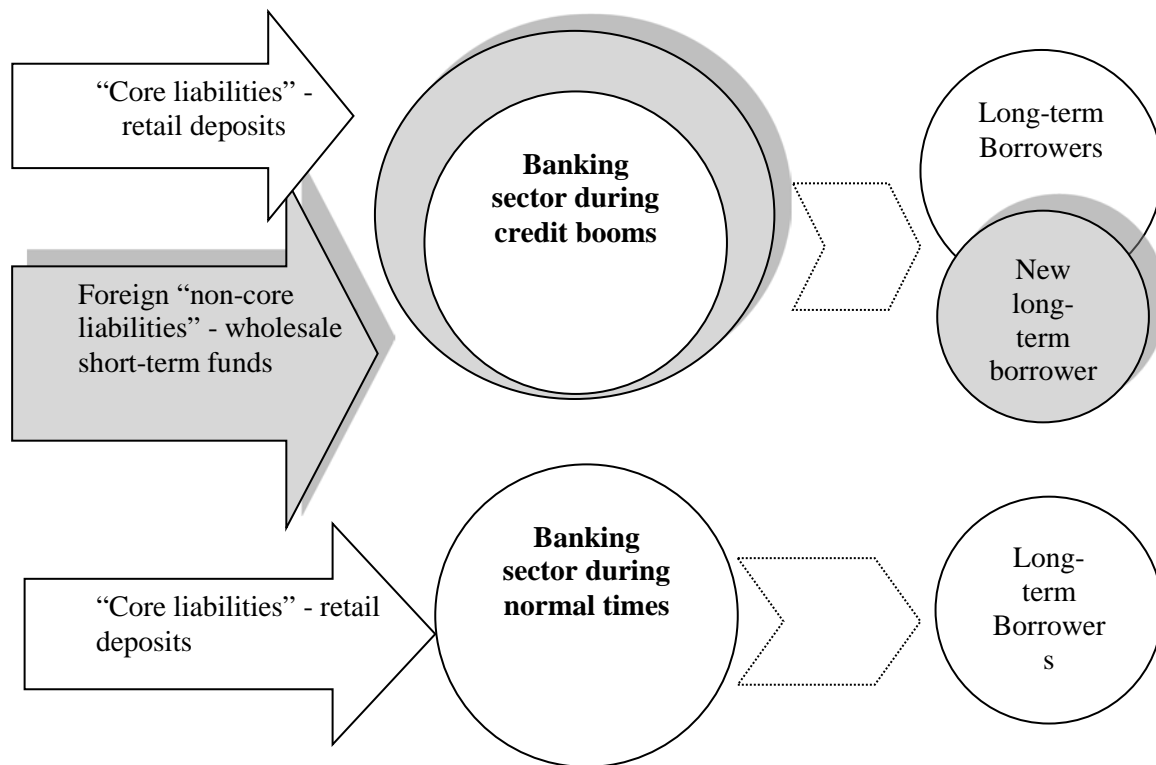 “Core liabilities” -
retail deposits
Foreign “non-core
liabilities” - wholesale
short-term funds
Banking
sector during
credit booms
Long-term
Borrowers
New
long-
term
borrower
“Core liabilities” - retail
deposits
Banking
sector during
normal times
Long-
term
Borrower
s